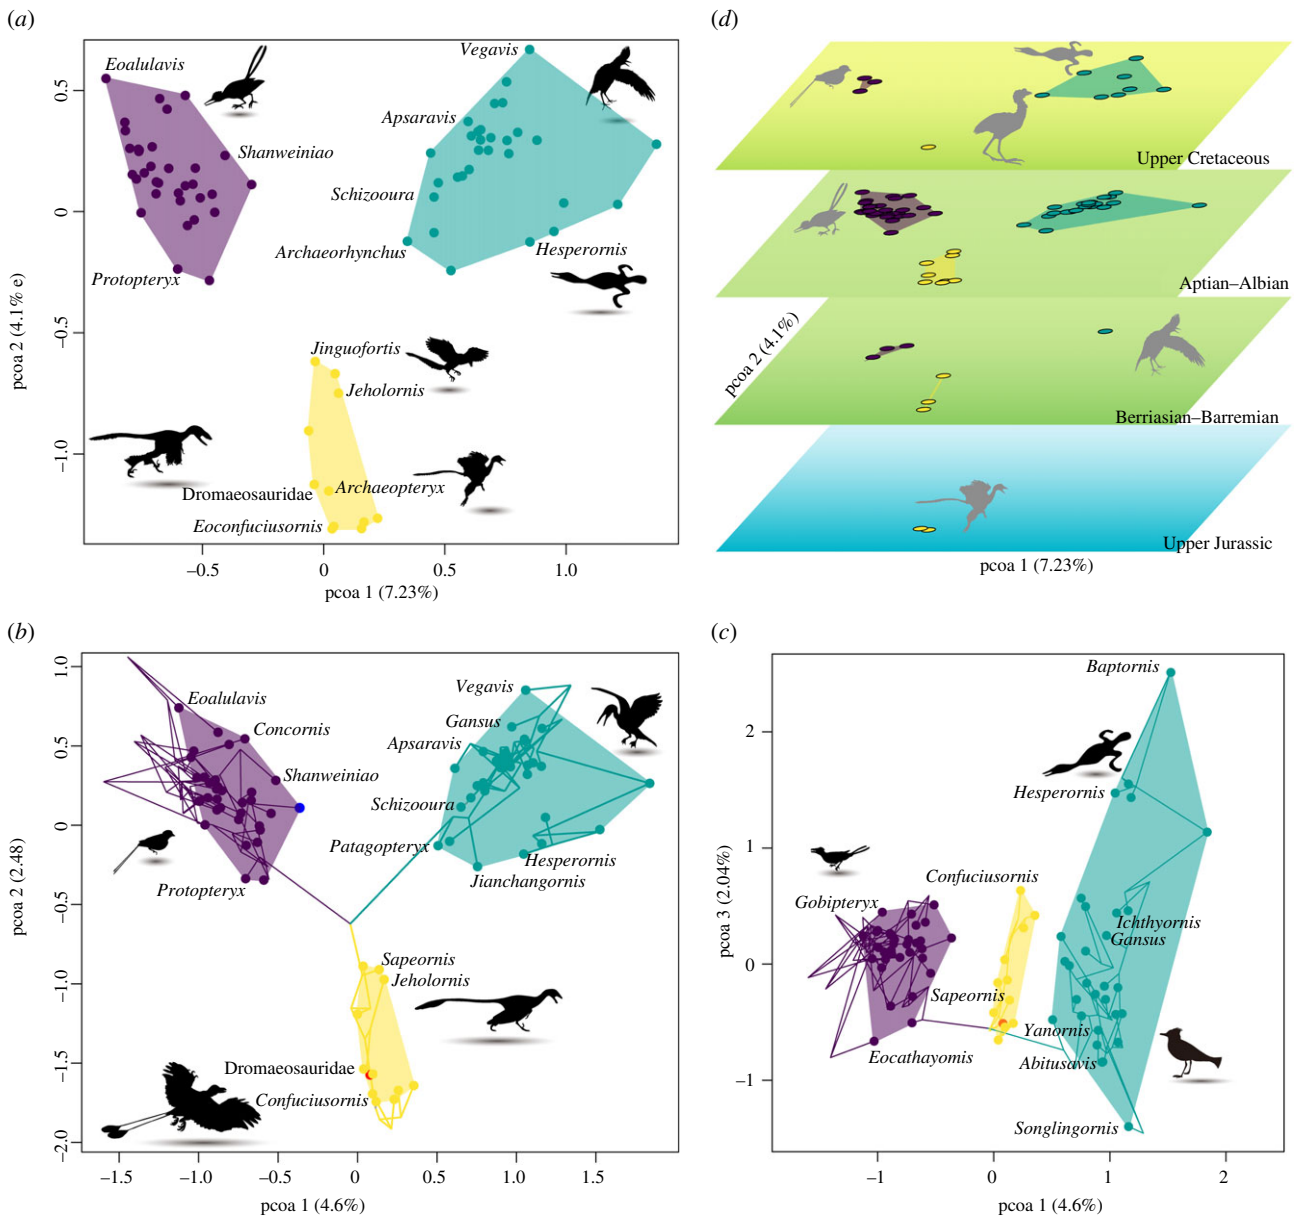 (a)
Eoalulavis
Shanweiniao
Protopteryx
Vegavis
Apsaravis
Schizooura
Archaeorhynchus
Hesperornis
Jinguofortis
Jeholornis
Dromaeosauridae
Archaeopteryx
Eoconfuciusornis
0.5
0
−0.5
−1.0
pcoa 2 (4.1% e)
−0.5
0
0.5
1.0
pcoa 1 (7.23%)
(d)
Upper Cretaceous
Aptian–Albian
Berriasian–Barremian
Upper Jurassic
pcoa 2 (4.1%)
pcoa 1 (7.23%)
(b)
Eoalulavis
Concornis
Shanweiniao
Protopteryx
Vegavis
Gansus
Apsaravis
Schizooura
Patagopteryx
Hesperornis
Jianchangornis
Sapeornis
Jeholornis
Dromaeosauridae
Confuciusornis
1.0
0.5
0
−0.5
−1.0
−1.5
−2.0
pcoa 2 (2.48)
−1.5
−1.0
−0.5
0
0.5
1.0
1.5
pcoa 1 (4.6%)
(c)
Baptornis
Hesperornis
Confuciusornis
Gobipteryx
Ichthyornis
Gansus
Sapeornis
Yanornis
Abitusavis
Eocathayomis
Songlingornis
2
1
0
−1
pcoa 3 (2.04%)
−1
0
1
2
pcoa 1 (4.6%)